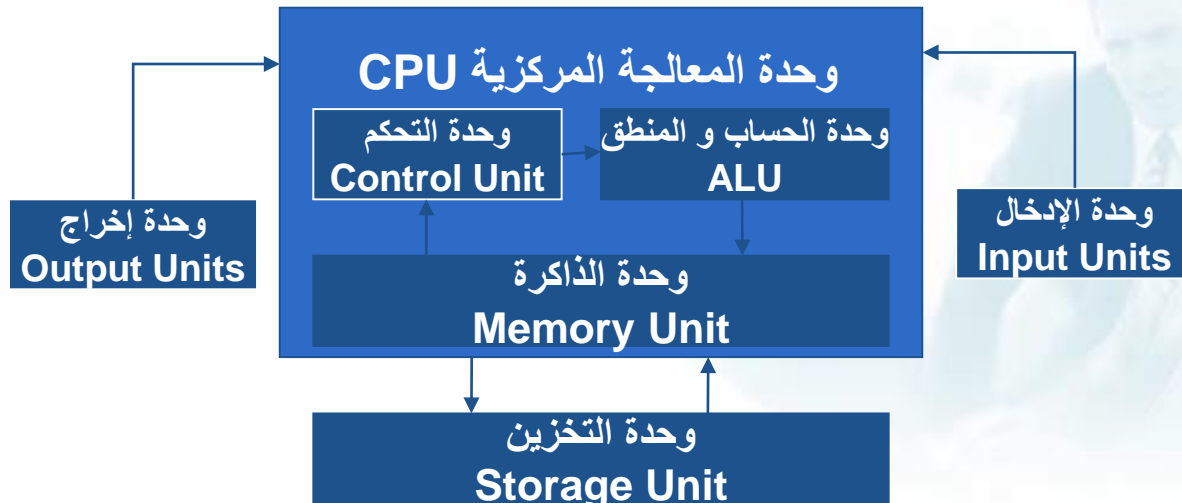 وحدة المعالجة المركزية CPU
وحدة التحكم
Control Unit
وحدة الحساب و المنطق
ALU
وحدة إخراج
Output Units
وحدة الإدخال
Input Units
وحدة الذاكرة
Memory Unit
وحدة التخزين
Storage Unit